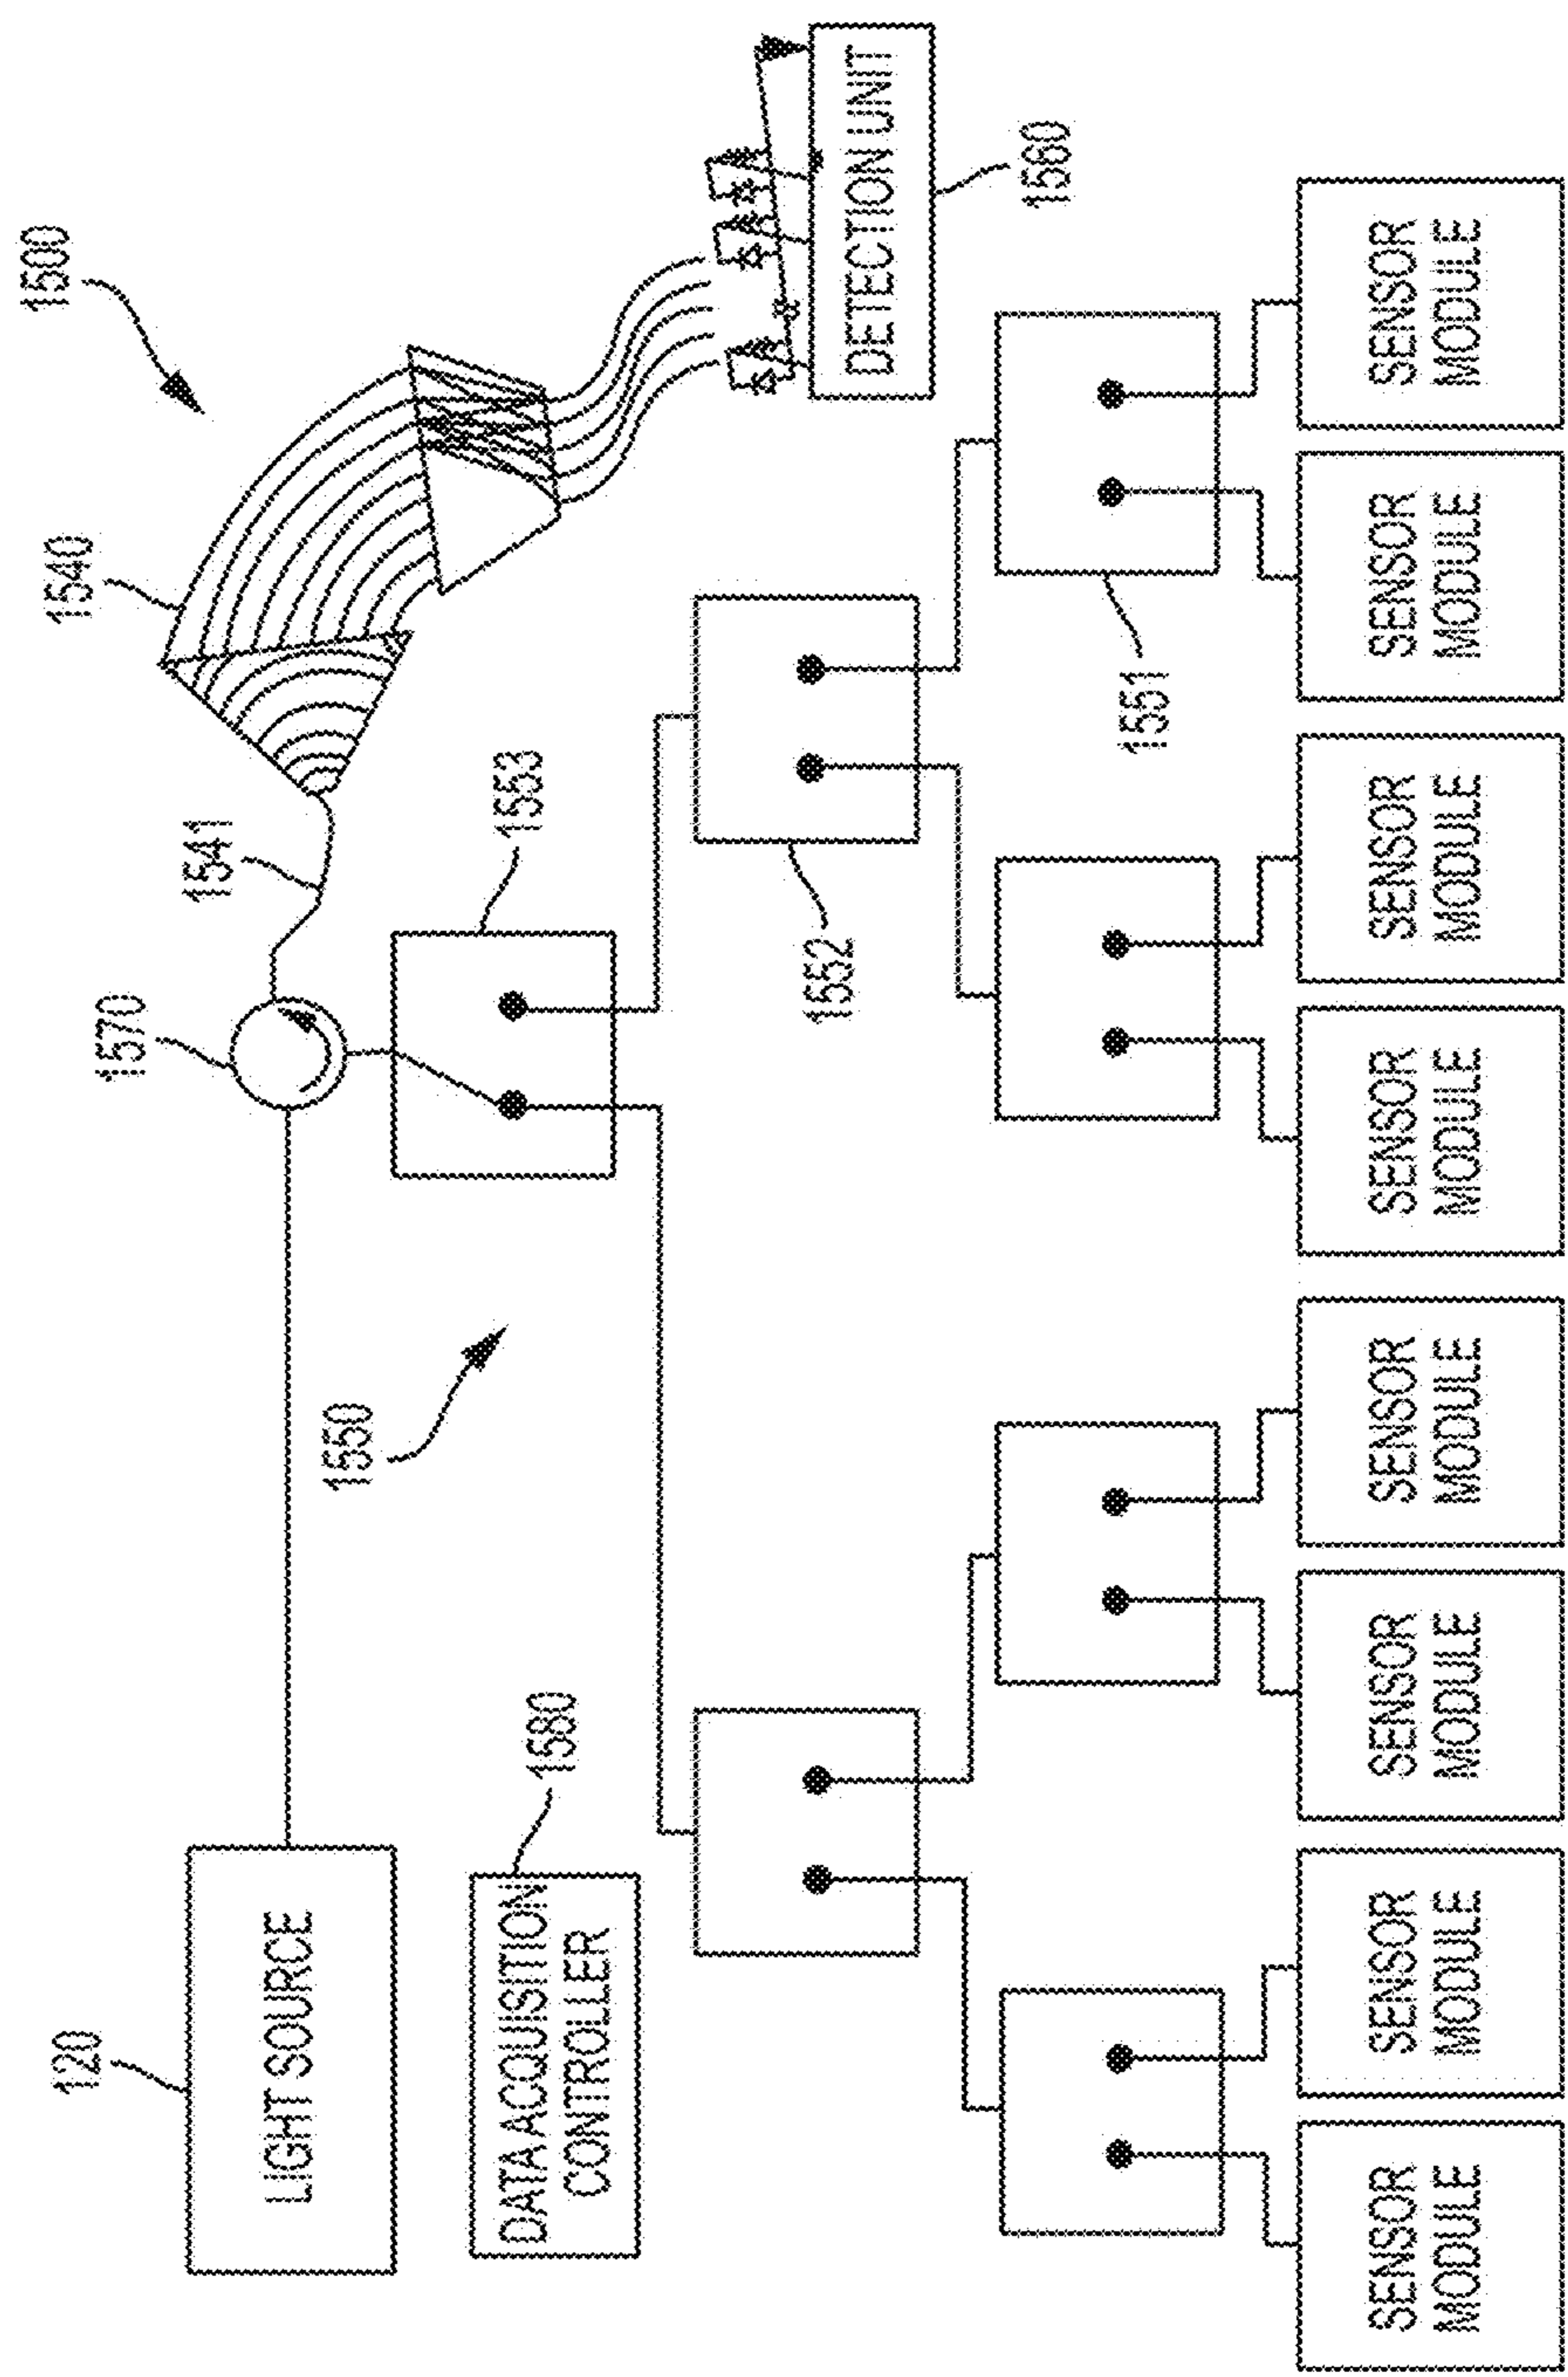 1500
120
1540
1570
1541
LIGHT SOURCE
1550
1553
DATA ACQUISITION
CONTROLLER
1580
1552
DETECTION UNIT
1560
1551
SENSOR
MODULE
SENSOR
MODULE
SENSOR
MODULE
SENSOR
MODULE
SENSOR
MODULE
SENSOR
MODULE
SENSOR
MODULE
SENSOR
MODULE